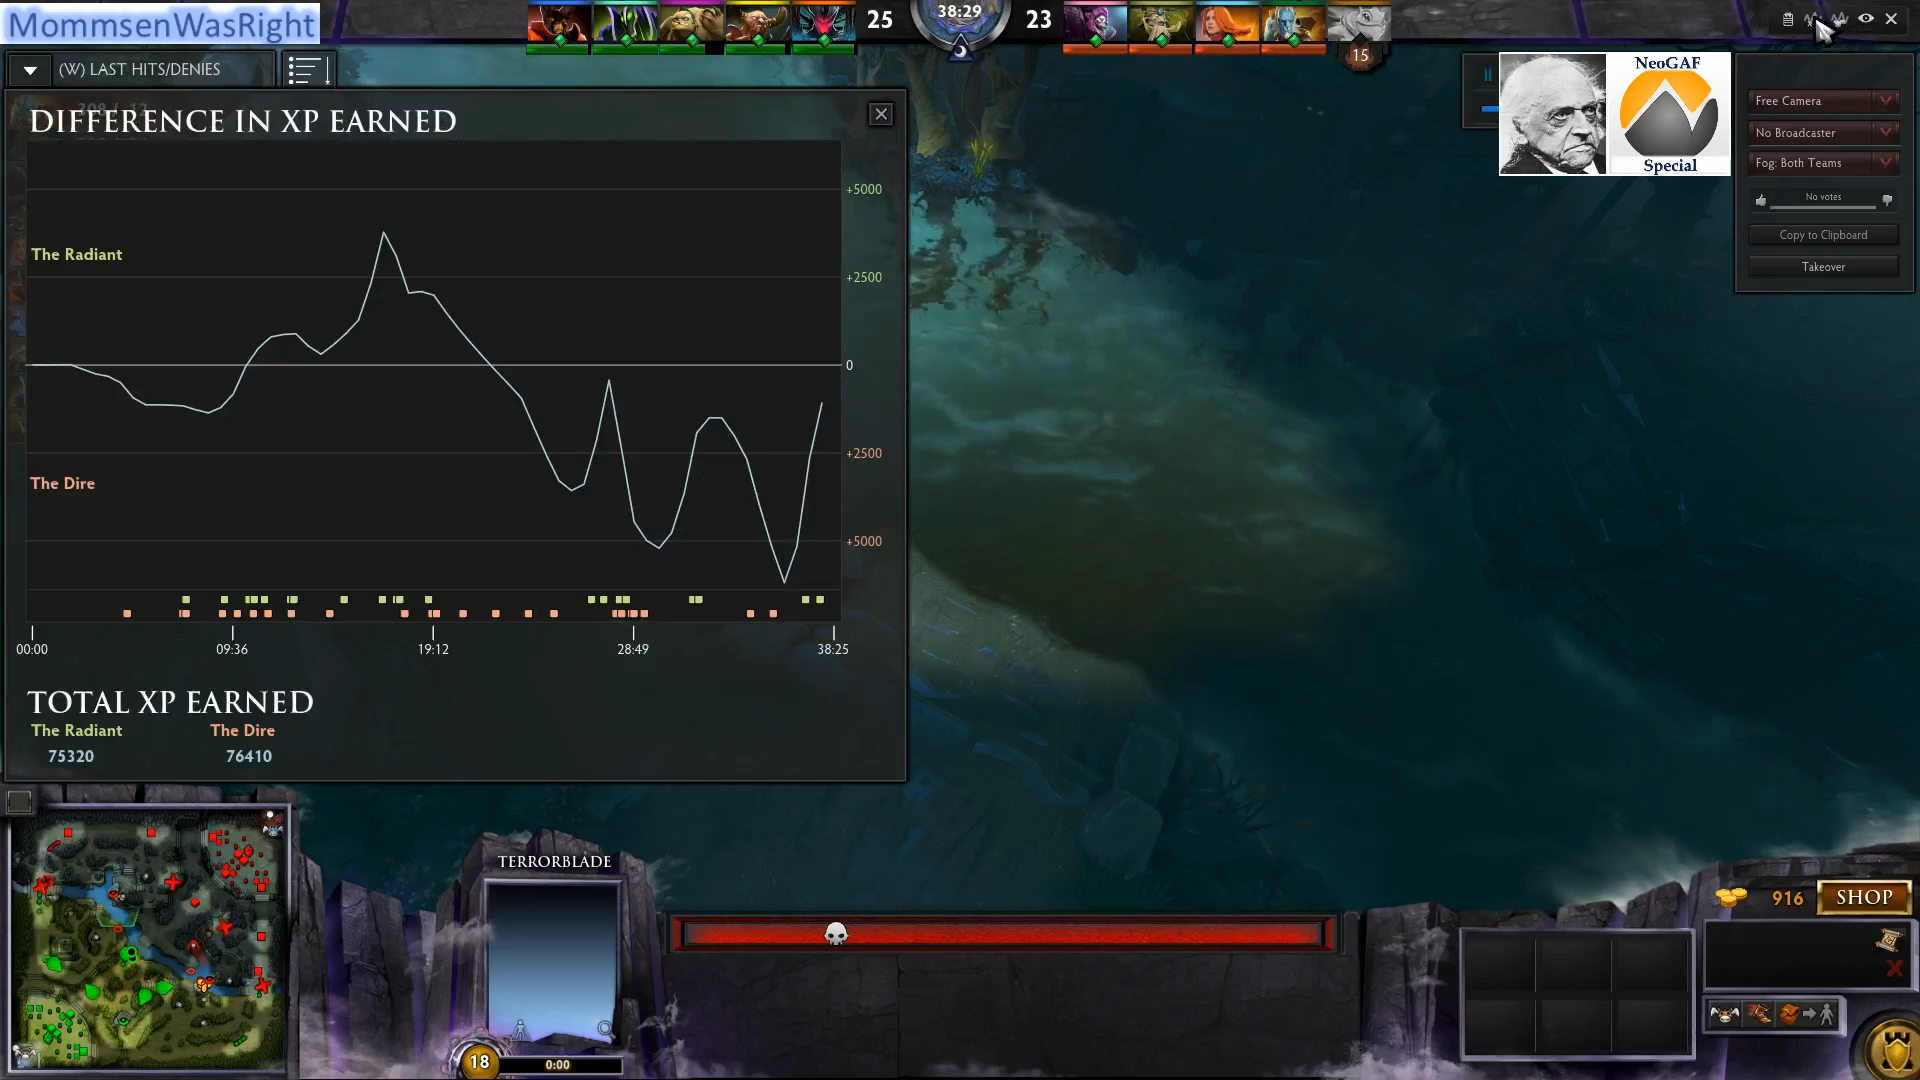 MommsenWasRight
25
38:29
23
15
(W) LAST HITS/DENIES
DIFFERENCE IN XP EARNED
+5000
The Radiant
+2500
0
+2500
The Dire
+5000
00:00 09:36 19:12 28:49 38:25
TOTAL XP EARNED
The Radiant The Dire
75320 76410
NeoGAF
Special
Free Camera
No Broadcaster
Fog: Both Teams
No votes
Copy to Clipboard
Takeover
TERRORBLADE
18
0:00
916
SHOP